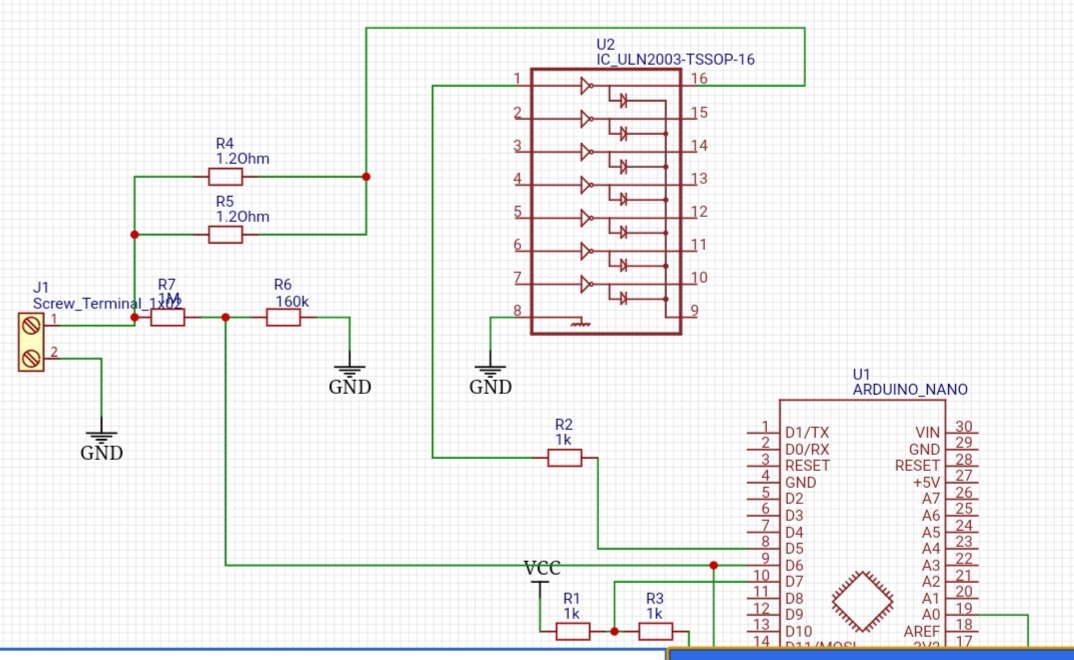 U2
IC_ULN2003-TSSOP-16
1
16
2
15
3
14
4
13
5
12
6
11
7
10
8
9
R4
1.2Ohm
R5
1.2Ohm
J1
Screw_Terminal_1x02
1
2
R7
1M
R6
160k
GND
GND
GND
R2
1k
VCC
R1
1k
R3
1k
U1
ARDUINO_NANO
1 D1/TX VIN 30
2 D0/RX GND 29
3 RESET RESET 28
4 GND +5V 27
5 D2 A7 26
6 D3 A6 25
7 D4 A5 24
8 D5 A4 23
9 D6 A3 22
10 D7 A2 21
11 D8 A1 20
12 D9 A0 19
13 D10 AREF 18
14 D11/MOSI 3V3 17